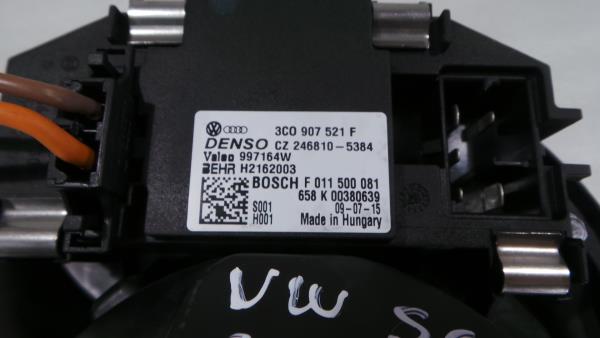 3C0 907 521 F
DENSO CZ 246810-5384
Valeo 997164W
BEHR H2162003
BOSCH F 011 500 081
658 K 00380639
S001 09-07-15
H001 Made in Hungary
VW